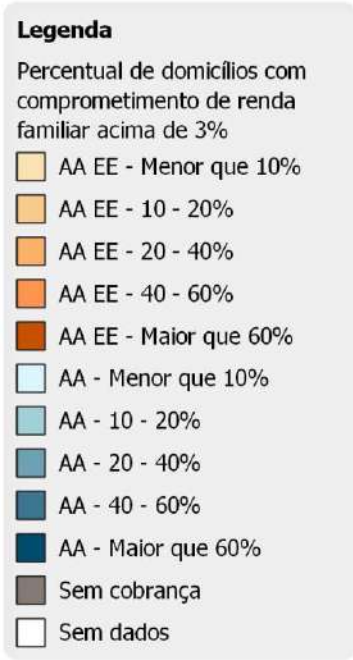 Legenda
Percentual de domicílios com
comprometimento de renda
familiar acima de 3%
AA EE - Menor que 10%
AA EE - 10 - 20%
AA EE - 20 - 40%
AA EE - 40 - 60%
AA EE - Maior que 60%
AA - Menor que 10%
AA - 10 - 20%
AA - 20 - 40%
AA - 40 - 60%
AA - Maior que 60%
Sem cobrança
Sem dados